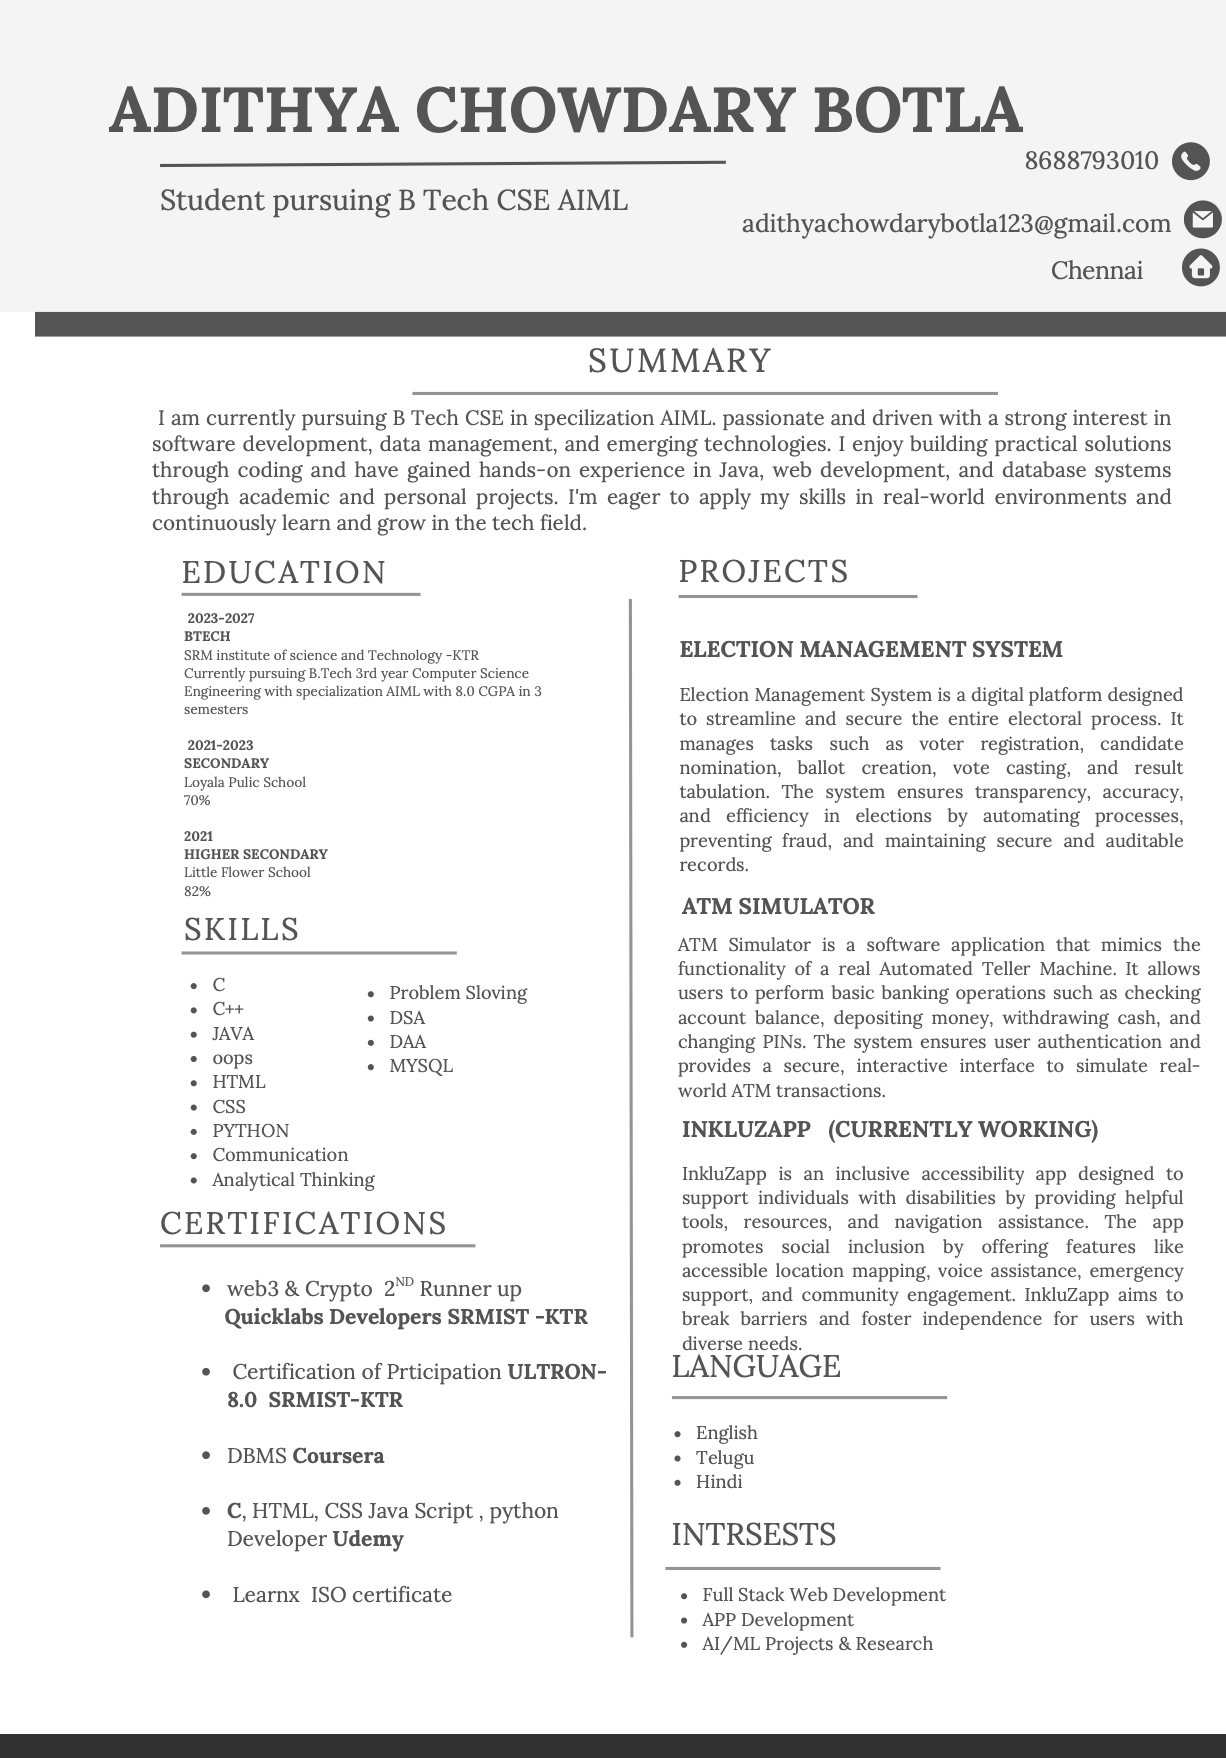 ADITHYA CHOWDARY BOTLA
8688793010
Student pursuing B Tech CSE AIML
adithyachowdarybotla123@gmail.com
Chennai
SUMMARY
I am currently pursuing B Tech CSE in specilization AIML. passionate and driven with a strong interest in
software development, data management, and emerging technologies. I enjoy building practical solutions
through coding and have gained hands-on experience in Java, web development, and database systems
through academic and personal projects. I'm eager to apply my skills in real-world environments and
continuously learn and grow in the tech field.
EDUCATION
2023-2027
BTECH
SRM institute of science and Technology -KTR
Currently pursuing B.Tech 3rd year Computer Science
Engineering with specialization AIML with 8.0 CGPA in 3
semesters
2021-2023
SECONDARY
Loyala Pulic School
70%
2021
HIGHER SECONDARY
Little Flower School
82%
SKILLS
• C
• C++
• JAVA
• oops
• HTML
• CSS
• PYTHON
• Communication
• Analytical Thinking
• Problem Sloving
• DSA
• DAA
• MYSQL
CERTIFICATIONS
• web3 & Crypto 2ND Runner up
Quicklabs Developers SRMIST -KTR
• Certification of Prticipation ULTRON-
8.0 SRMIST-KTR
• DBMS Coursera
• C, HTML, CSS Java Script , python
Developer Udemy
• Learnx ISO certificate
PROJECTS
ELECTION MANAGEMENT SYSTEM
Election Management System is a digital platform designed
to streamline and secure the entire electoral process. It
manages tasks such as voter registration, candidate
nomination, ballot creation, vote casting, and result
tabulation. The system ensures transparency, accuracy,
and efficiency in elections by automating processes,
preventing fraud, and maintaining secure and auditable
records.
ATM SIMULATOR
ATM Simulator is a software application that mimics the
functionality of a real Automated Teller Machine. It allows
users to perform basic banking operations such as checking
account balance, depositing money, withdrawing cash, and
changing PINs. The system ensures user authentication and
provides a secure, interactive interface to simulate real-
world ATM transactions.
INKLUZAPP (CURRENTLY WORKING)
InkluZapp is an inclusive accessibility app designed to
support individuals with disabilities by providing helpful
tools, resources, and navigation assistance. The app
promotes social inclusion by offering features like
accessible location mapping, voice assistance, emergency
support, and community engagement. InkluZapp aims to
break barriers and foster independence for users with
diverse needs.
LANGUAGE
• English
• Telugu
• Hindi
INTRSESTS
• Full Stack Web Development
• APP Development
• AI/ML Projects & Research